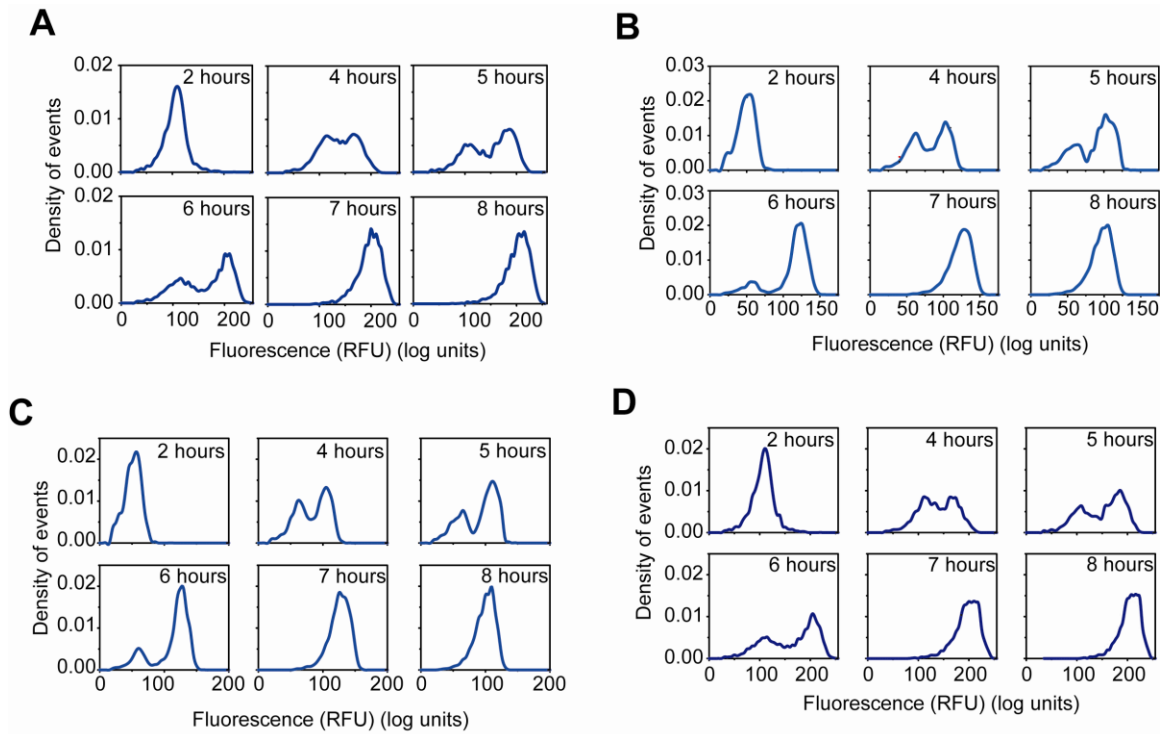 A
Density of events
0.02
0.01
0.00
2 hours
4 hours
5 hours
0.02
0.01
0.00
6 hours
7 hours
8 hours
0 100 200 0 100 200 0 100 200
Fluorescence (RFU) (log units)
B
Density of events
0.03
0.02
0.01
0.00
2 hours
4 hours
5 hours
0.03
0.02
0.01
0.00
6 hours
7 hours
8 hours
0 50 100 150 0 50 100 150 0 50 100 150
Fluorescence (RFU) (log units)
C
Density of events
0.02
0.01
0.00
2 hours
4 hours
5 hours
0.02
0.01
0.00
6 hours
7 hours
8 hours
0 100 200 0 100 200 0 100 200
Fluorescence (RFU) (log units)
D
Density of events
0.02
0.01
0.00
2 hours
4 hours
5 hours
0.02
0.01
0.00
6 hours
7 hours
8 hours
0 100 200 0 100 200 0 100 200
Fluorescence (RFU) (log units)